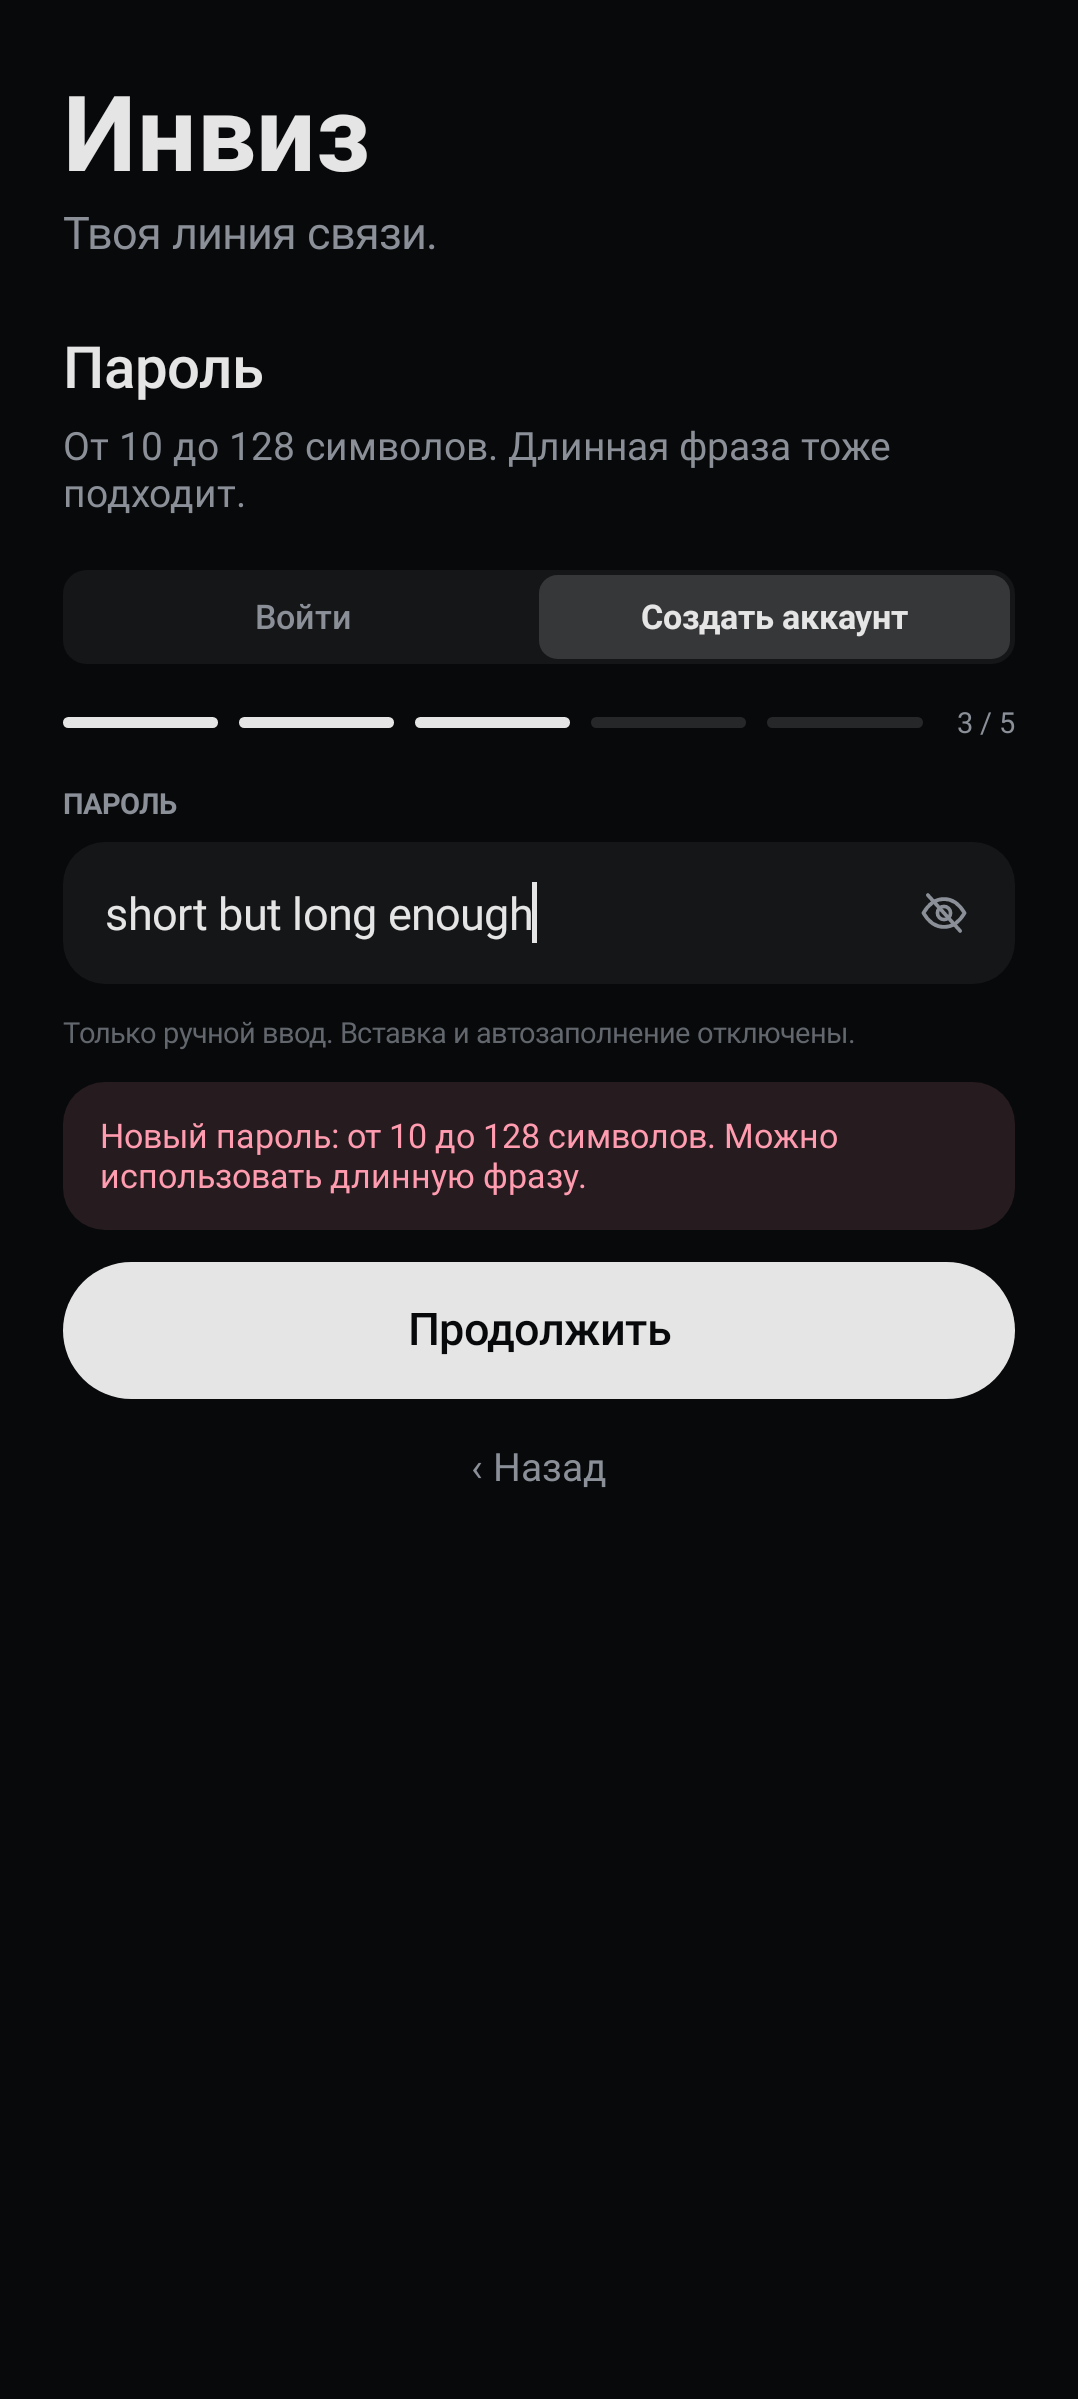 Инвиз
Твоя линия связи.
Пароль
От 10 до 128 символов. Длинная фраза тоже
подходит.
Войти
Создать аккаунт
3 / 5
ПАРОЛЬ
short but long enough
Только ручной ввод. Вставка и автозаполнение отключены.
Новый пароль: от 10 до 128 символов. Можно
использовать длинную фразу.
Продолжить
‹ Назад